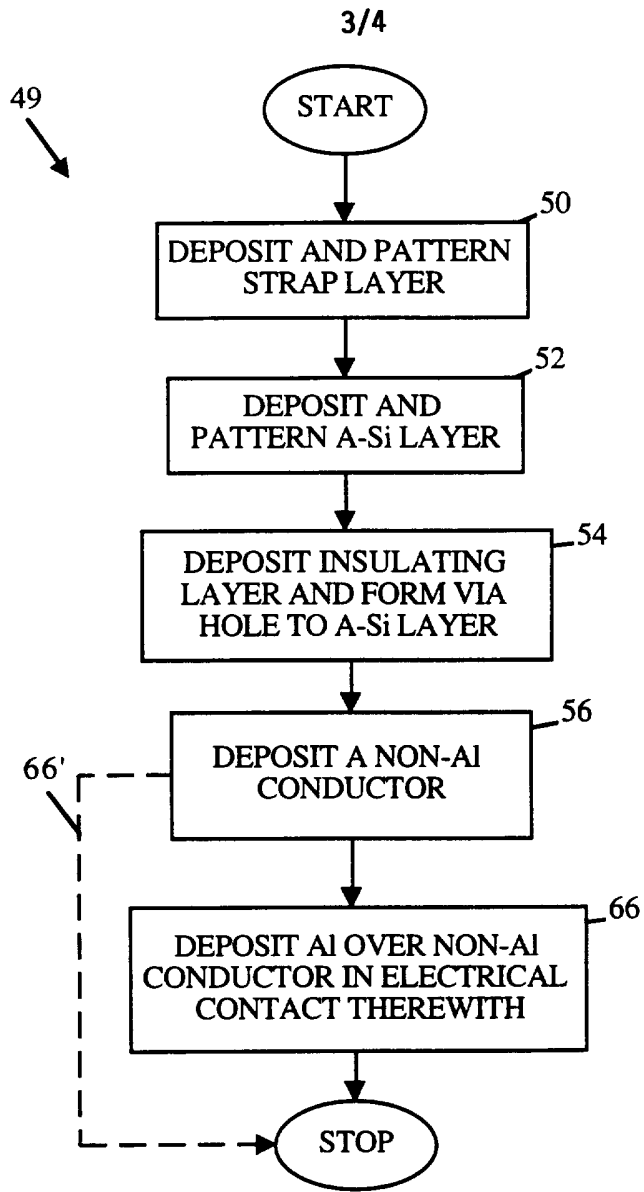 3/4
49
START
50
DEPOSIT AND PATTERN
STRAP LAYER
52
DEPOSIT AND
PATTERN A-Si LAYER
54
DEPOSIT INSULATING
LAYER AND FORM VIA
HOLE TO A-Si LAYER
56
DEPOSIT A NON-Al
CONDUCTOR
66'
66
DEPOSIT Al OVER NON-Al
CONDUCTOR IN ELECTRICAL
CONTACT THEREWITH
STOP